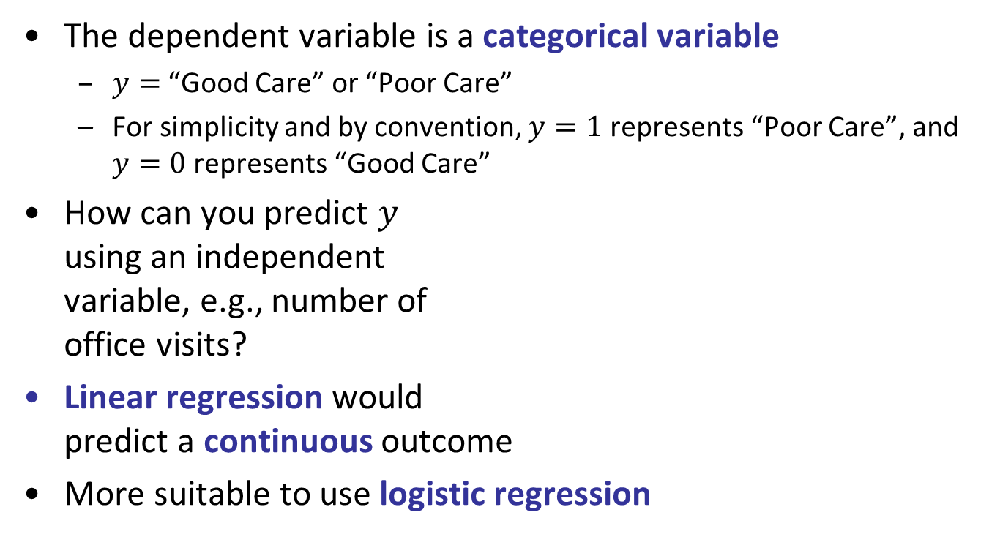 • The dependent variable is a categorical variable
– y = “Good Care” or “Poor Care”
– For simplicity and by convention, y = 1 represents “Poor Care”, and
y = 0 represents “Good Care”
• How can you predict y
using an independent
variable, e.g., number of
office visits?
• Linear regression would
predict a continuous outcome
• More suitable to use logistic regression